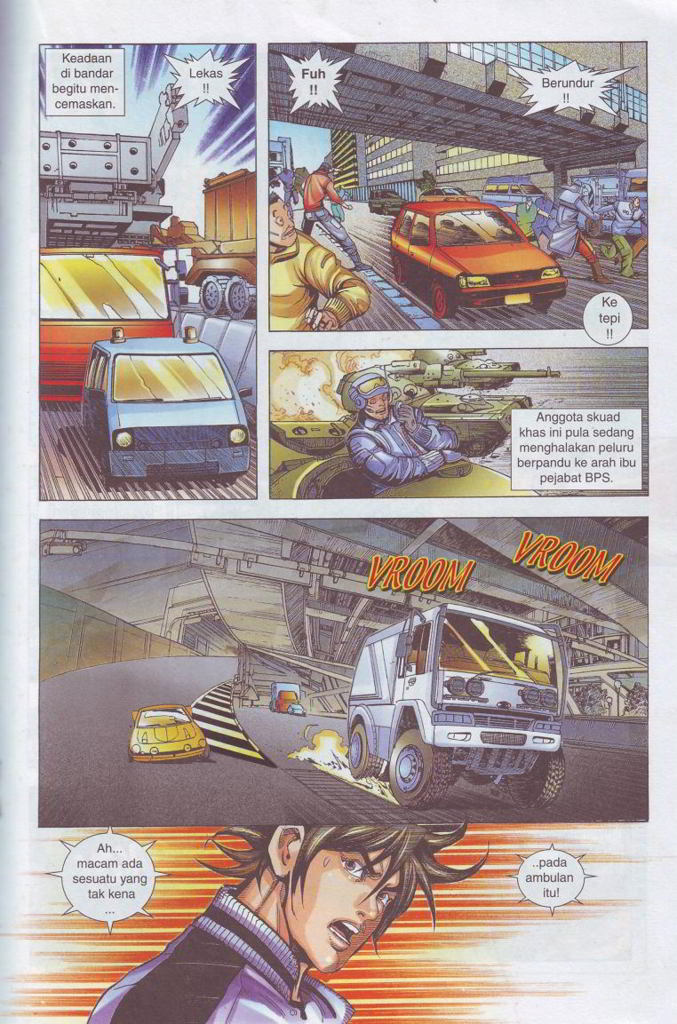 Keadaan
di bandar
begitu men-
cemaskan.
Lekas
!!
Fuh
!!
Berundur
!!
Ke
tepi
!!
Anggota skuad
khas ini pula sedang
menghalakan peluru
berpandu ke arah ibu
pejabat BPS.
VROOM
VROOM
Ah...
macam ada
sesuatu yang
tak kena
...
..pada
ambulan
itu!